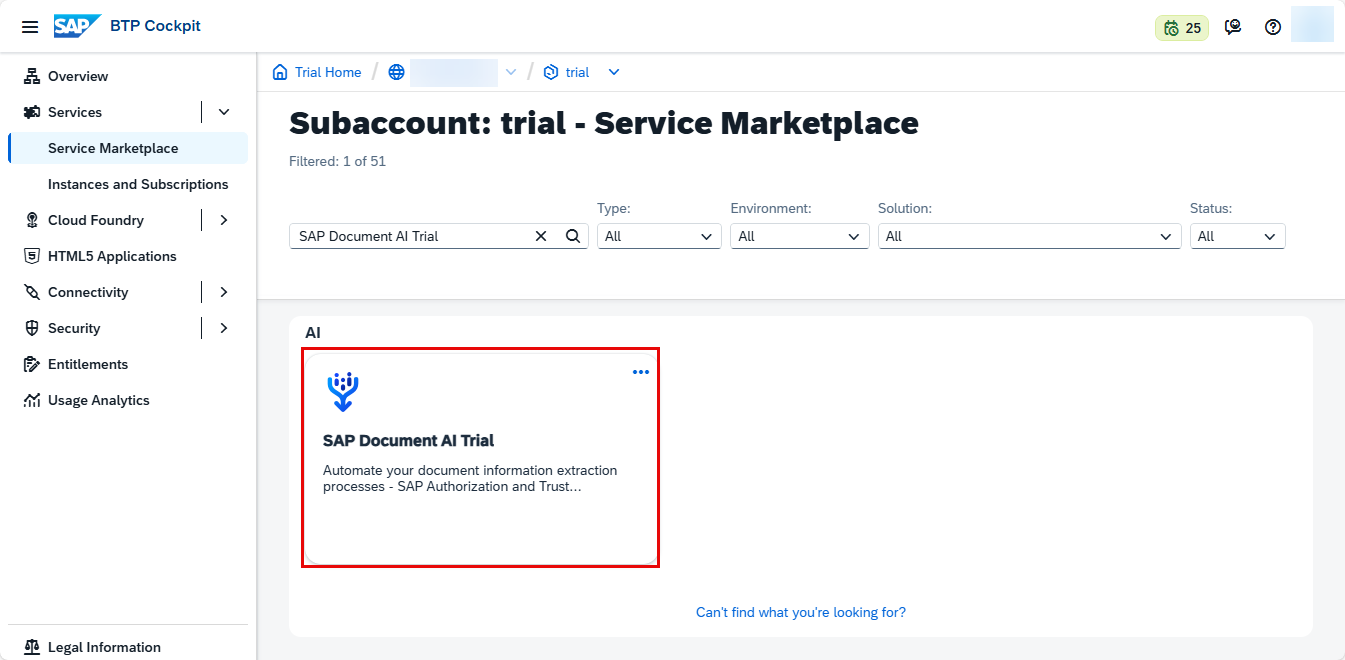 SAP BTP Cockpit
25
Overview
Services
Service Marketplace
Instances and Subscriptions
Cloud Foundry
HTML5 Applications
Connectivity
Security
Entitlements
Usage Analytics
Legal Information
Trial Home / / trial
Subaccount: trial - Service Marketplace
Filtered: 1 of 51
Type: Environment: Solution: Status:
SAP Document AI Trial All All All All
AI
SAP Document AI Trial
Automate your document information extraction
processes - SAP Authorization and Trust...
Can't find what you're looking for?